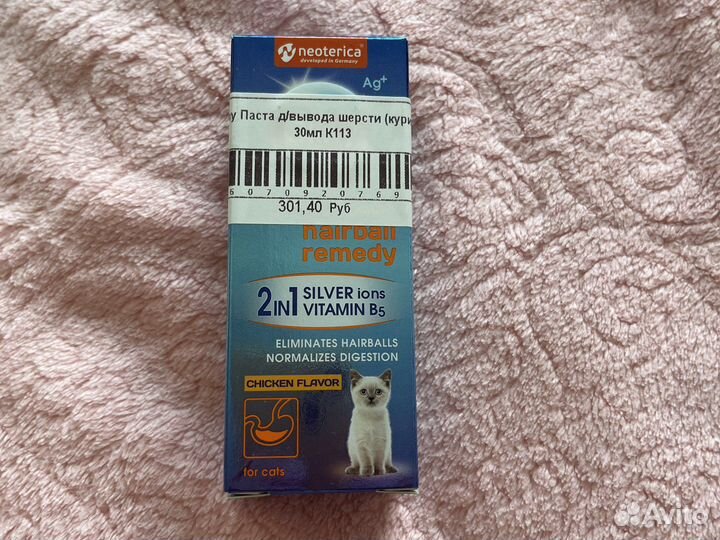 neoterica
developed in Germany
Ag+
у Паста д/вывода шерсти (кури
30мл К113
6070920769
301,40 Руб
hairball
remedy
2IN1 SILVER ions
VITAMIN B5
ELIMINATES HAIRBALLS
NORMALIZES DIGESTION
CHICKEN FLAVOR
for cats
Avito